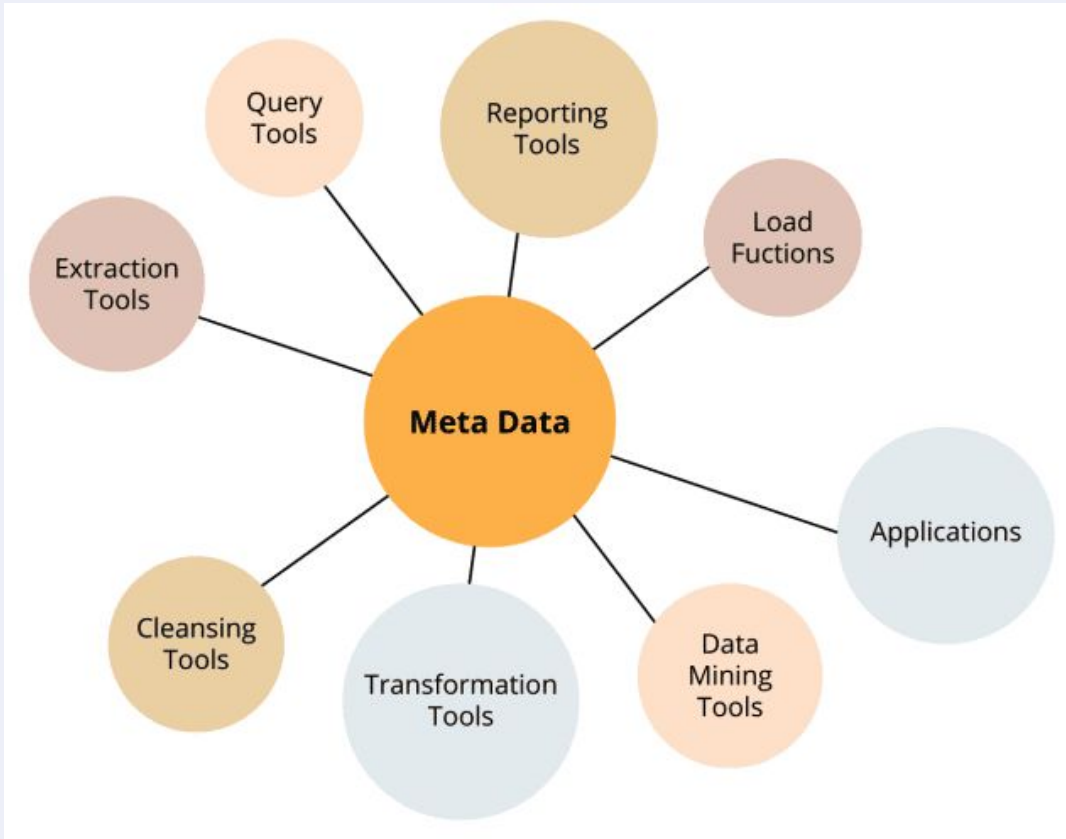 Query
Tools
Reporting
Tools
Load
Fuctions
Extraction
Tools
Meta Data
Applications
Cleansing
Tools
Transformation
Tools
Data
Mining
Tools